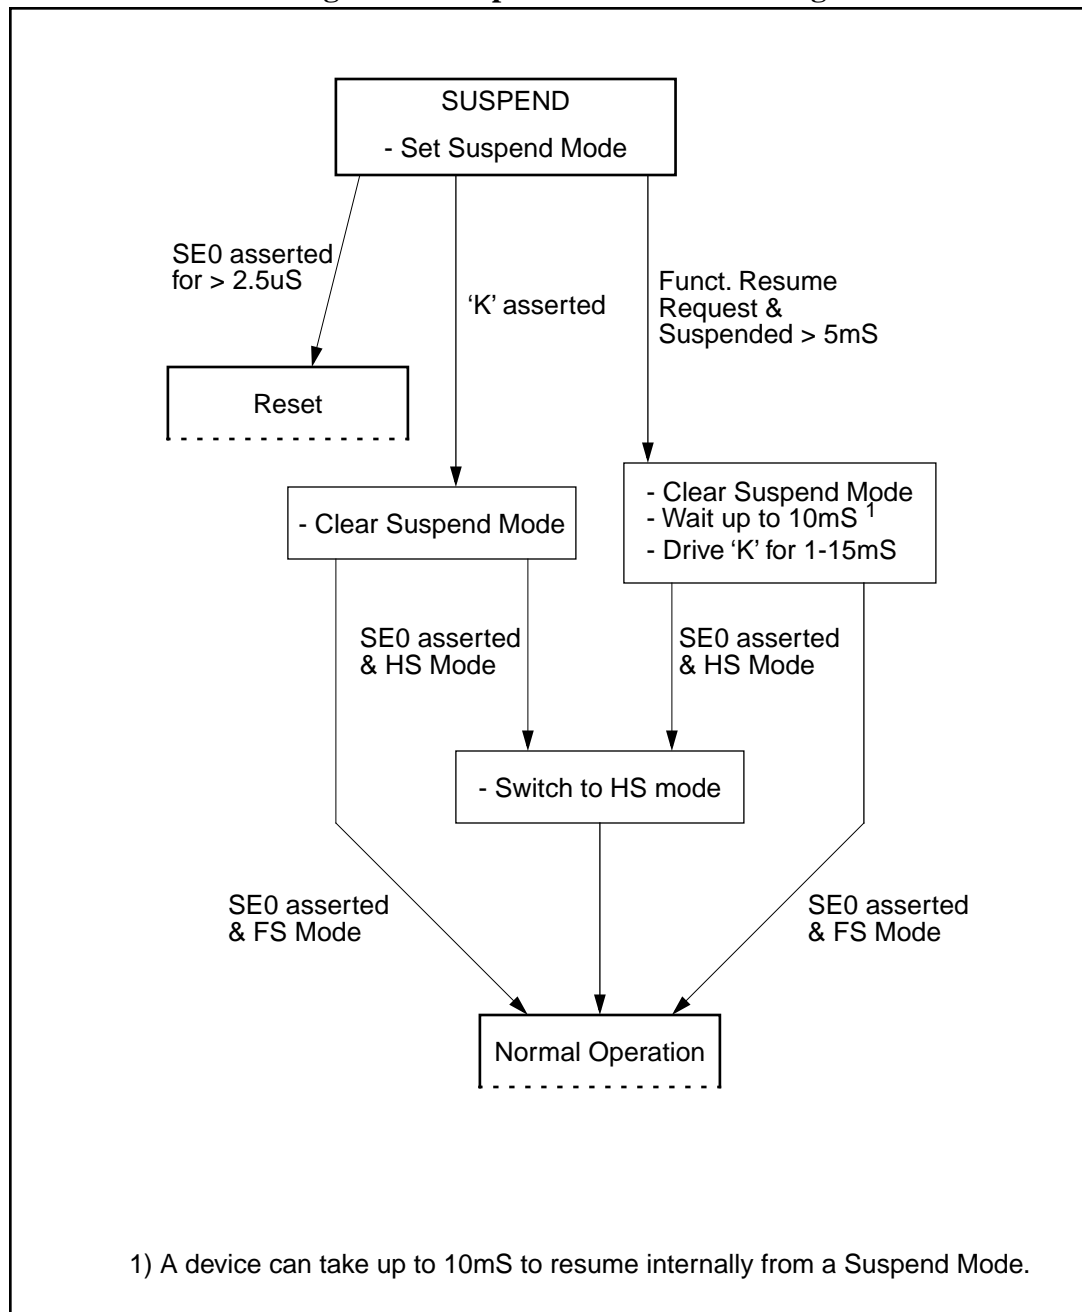 SUSPEND
- Set Suspend Mode
SE0 asserted
for > 2.5uS
‘K’ asserted
Funct. Resume
Request &
Suspended > 5mS
Reset
- Clear Suspend Mode
- Clear Suspend Mode
- Wait up to 10mS 1
- Drive ‘K’ for 1-15mS
SE0 asserted
& HS Mode
SE0 asserted
& HS Mode
- Switch to HS mode
SE0 asserted
& FS Mode
SE0 asserted
& FS Mode
Normal Operation
1) A device can take up to 10mS to resume internally from a Suspend Mode.